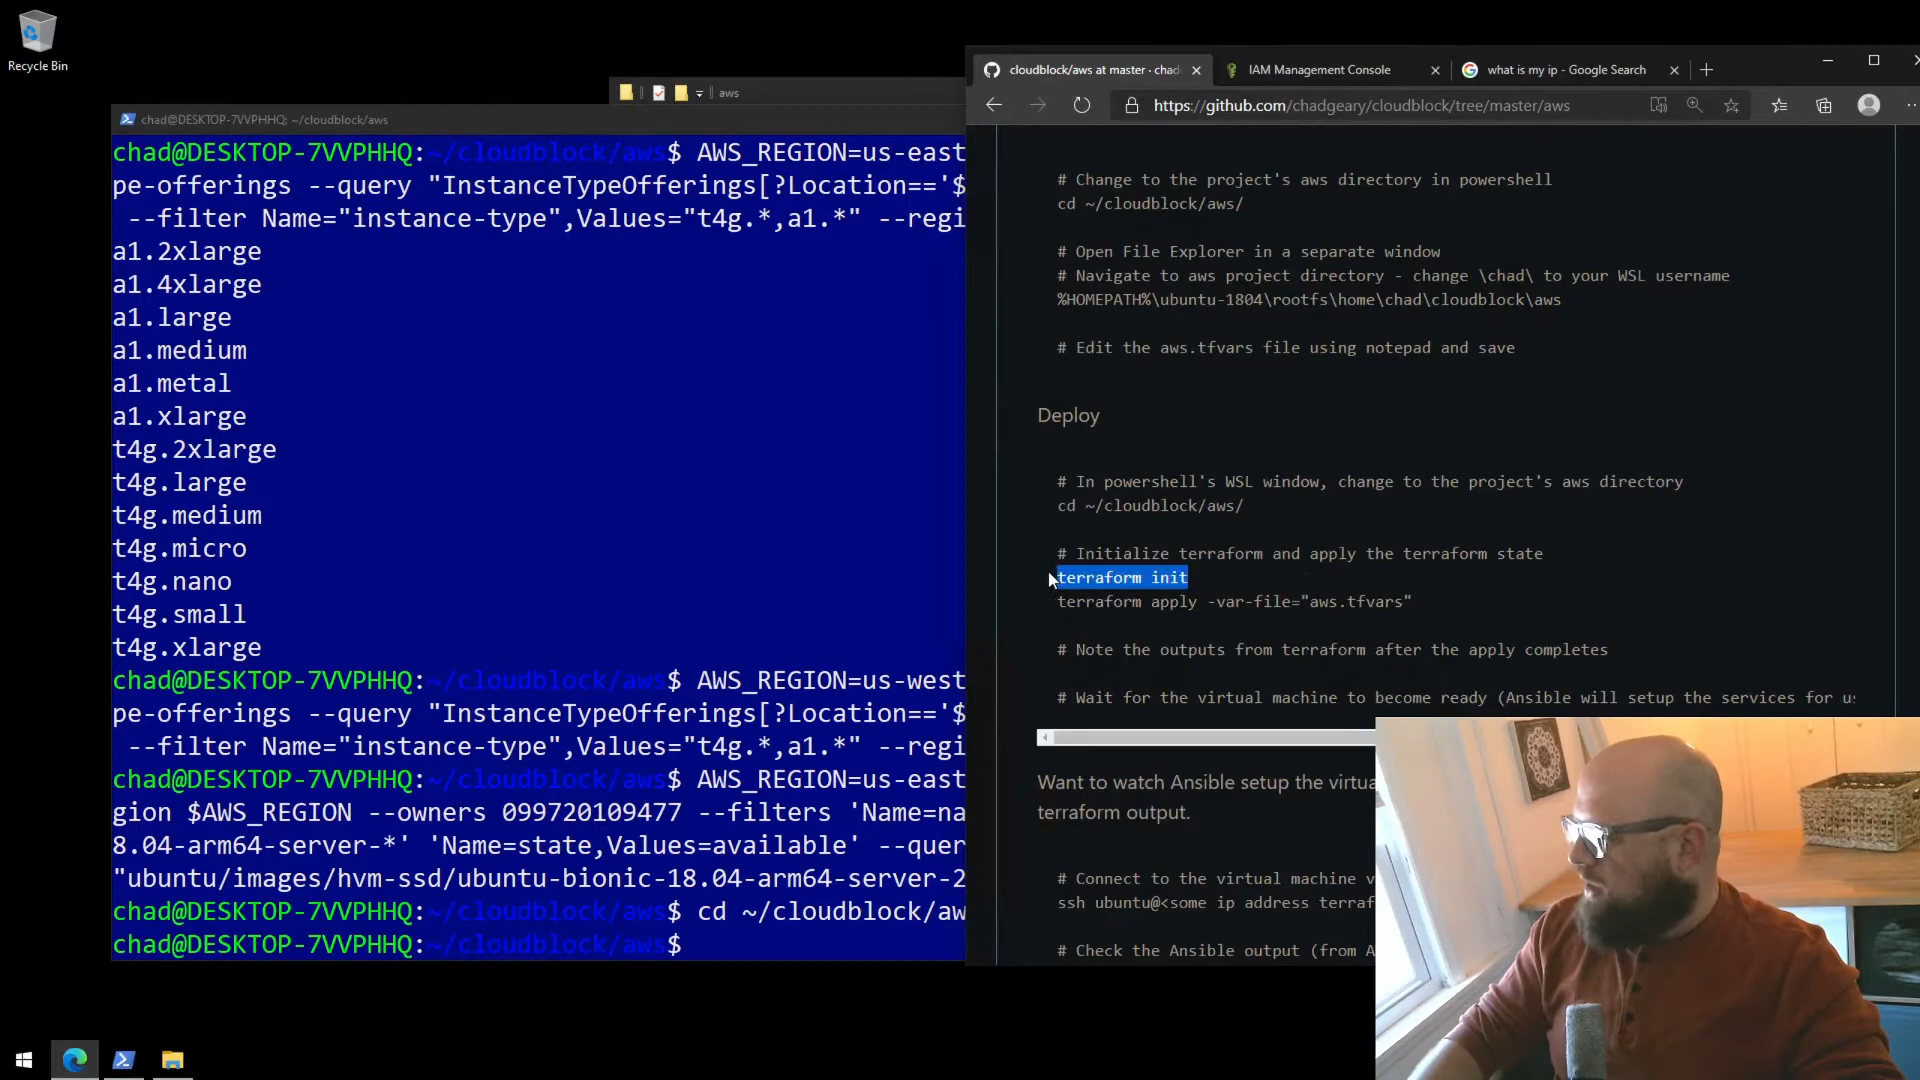 Recycle Bin
aws
chad@DESKTOP-7VVPHHQ: ~/cloudblock/aws
chad@DESKTOP-7VVPHHQ:~/cloudblock/aws$ AWS_REGION=us-east
pe-offerings --query "InstanceTypeOfferings[?Location=='$
--filter Name="instance-type",Values="t4g.*,a1.*" --regi
a1.2xlarge
a1.4xlarge
a1.large
a1.medium
a1.metal
a1.xlarge
t4g.2xlarge
t4g.large
t4g.medium
t4g.micro
t4g.nano
t4g.small
t4g.xlarge
chad@DESKTOP-7VVPHHQ:~/cloudblock/aws$ AWS_REGION=us-west
pe-offerings --query "InstanceTypeOfferings[?Location=='$
--filter Name="instance-type",Values="t4g.*,a1.*" --regi
chad@DESKTOP-7VVPHHQ:~/cloudblock/aws$ AWS_REGION=us-east
gion $AWS_REGION --owners 099720109477 --filters 'Name=na
8.04-arm64-server-*' 'Name=state,Values=available' --quer
"ubuntu/images/hvm-ssd/ubuntu-bionic-18.04-arm64-server-2
chad@DESKTOP-7VVPHHQ:~/cloudblock/aws$ cd ~/cloudblock/aw
chad@DESKTOP-7VVPHHQ:~/cloudblock/aws$
cloudblock/aws at master · chad
IAM Management Console
what is my ip - Google Search
https://github.com/chadgeary/cloudblock/tree/master/aws
# Change to the project's aws directory in powershell
cd ~/cloudblock/aws/
# Open File Explorer in a separate window
# Navigate to aws project directory - change \chad\ to your WSL username
%HOMEPATH%\ubuntu-1804\rootfs\home\chad\cloudblock\aws
# Edit the aws.tfvars file using notepad and save
Deploy
# In powershell's WSL window, change to the project's aws directory
cd ~/cloudblock/aws/
# Initialize terraform and apply the terraform state
terraform init
terraform apply -var-file="aws.tfvars"
# Note the outputs from terraform after the apply completes
# Wait for the virtual machine to become ready (Ansible will setup the services for us
Want to watch Ansible setup the virtua
terraform output.
# Connect to the virtual machine v
ssh ubuntu@<some ip address terraf
# Check the Ansible output (from A